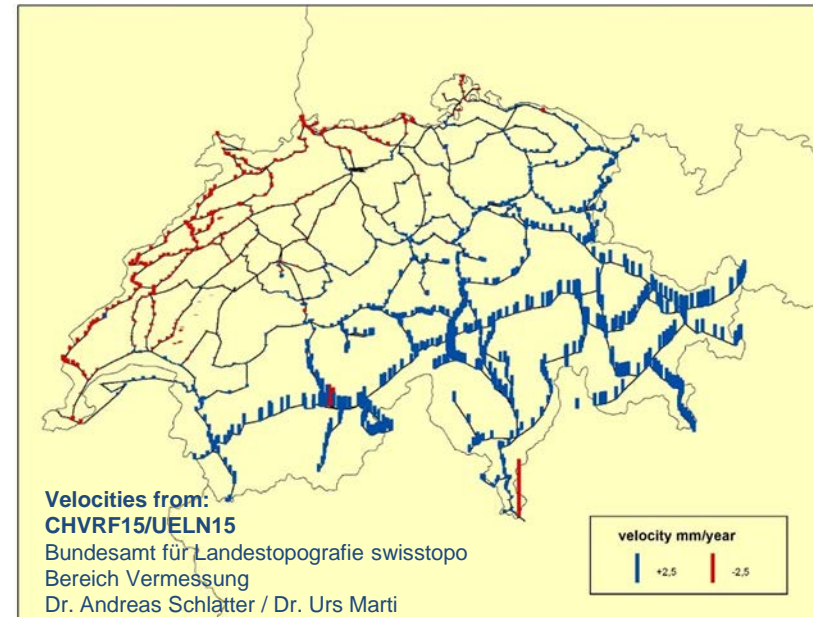 Velocities from:
CHVRF15/UELN15
Bundesamt für Landestopografie swisstopo
Bereich Vermessung
Dr. Andreas Schlatter / Dr. Urs Marti
velocity mm/year
+2,5 -2,5